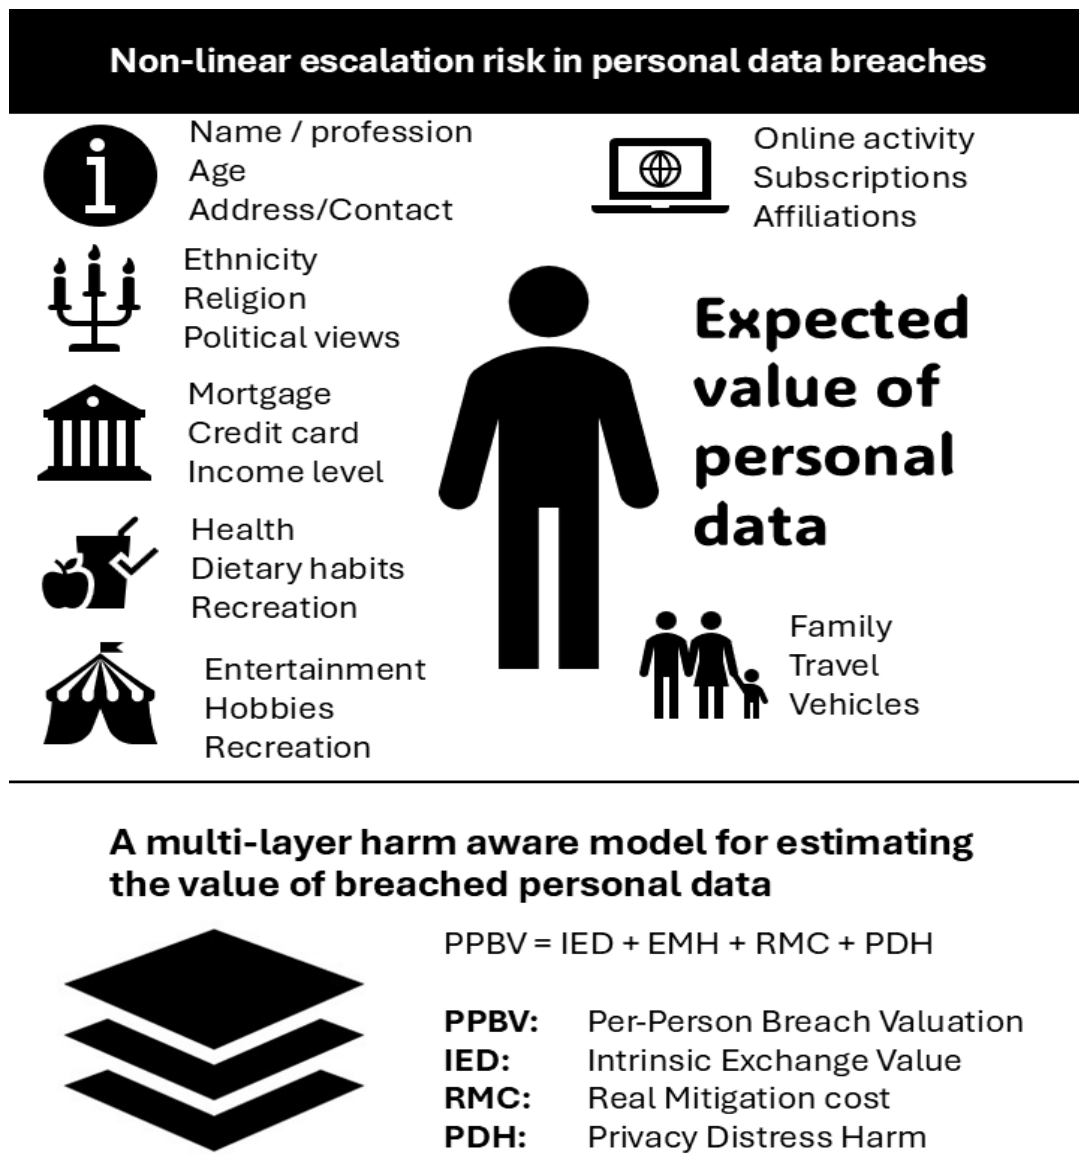 Non-linear escalation risk in personal data breaches
Name / profession
Age
Address/Contact
Online activity
Subscriptions
Affiliations
Ethnicity
Religion
Political views
Mortgage
Credit card
Income level
Health
Dietary habits
Recreation
Entertainment
Hobbies
Recreation
Expected
value of
personal
data
Family
Travel
Vehicles
A multi-layer harm aware model for estimating
the value of breached personal data
PPBV = IED + EMH + RMC + PDH
PPBV: Per-Person Breach Valuation
IED: Intrinsic Exchange Value
RMC: Real Mitigation cost
PDH: Privacy Distress Harm